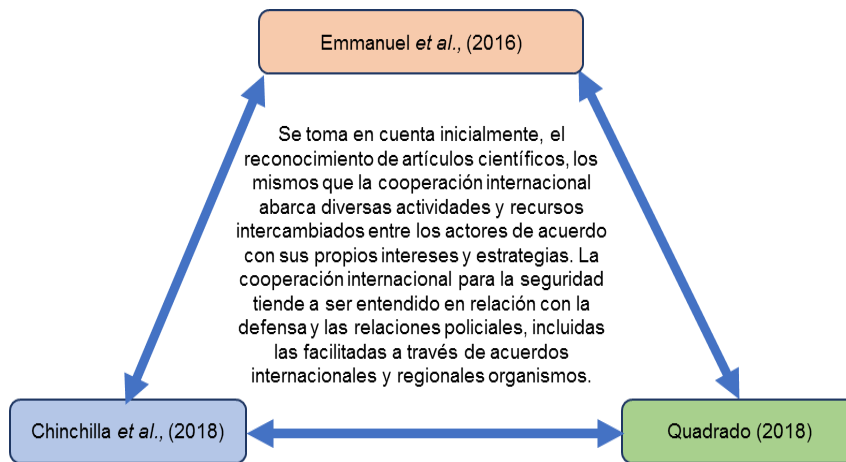 Emmanuel et al., (2016)
Se toma en cuenta inicialmente, el
reconocimiento de artículos científicos, los
mismos que la cooperación internacional
abarca diversas actividades y recursos
intercambiados entre los actores de acuerdo
con sus propios intereses y estrategias. La
cooperación internacional para la seguridad
tiende a ser entendido en relación con la
defensa y las relaciones policiales, incluidas
las facilitadas a través de acuerdos
internacionales y regionales organismos.
Chinchilla et al., (2018)
Quadrado (2018)